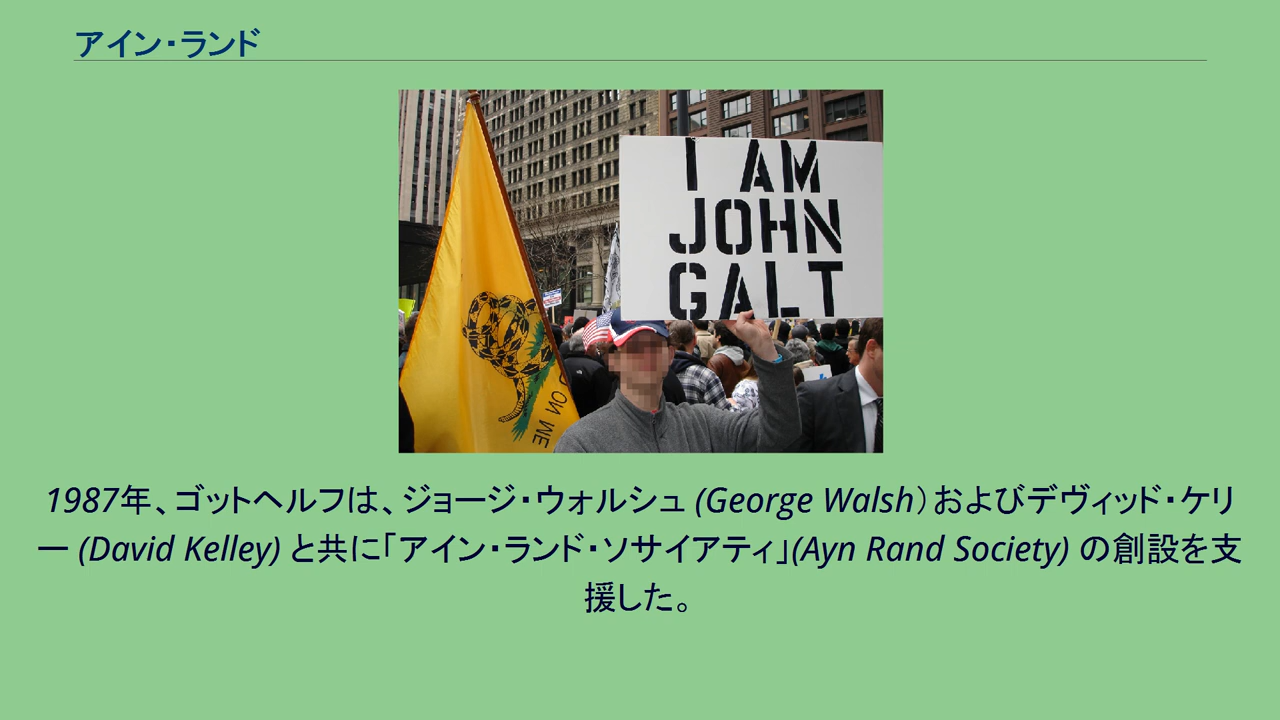 アイン・ランド
I AM
JOHN
GALT
ON ME
1987年、ゴットヘルフは、ジョージ・ウォルシュ (George Walsh）およびデヴィッド・ケリ
ー (David Kelley) と共に「アイン・ランド・ソサイアティ」(Ayn Rand Society) の創設を支
援した。